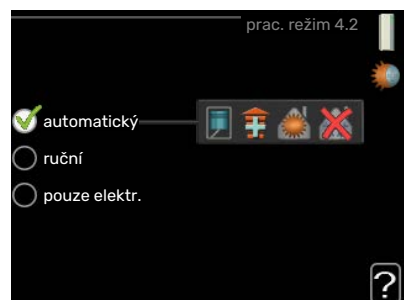 prac. režim 4.2
automatický
ruční
pouze elektr.
?